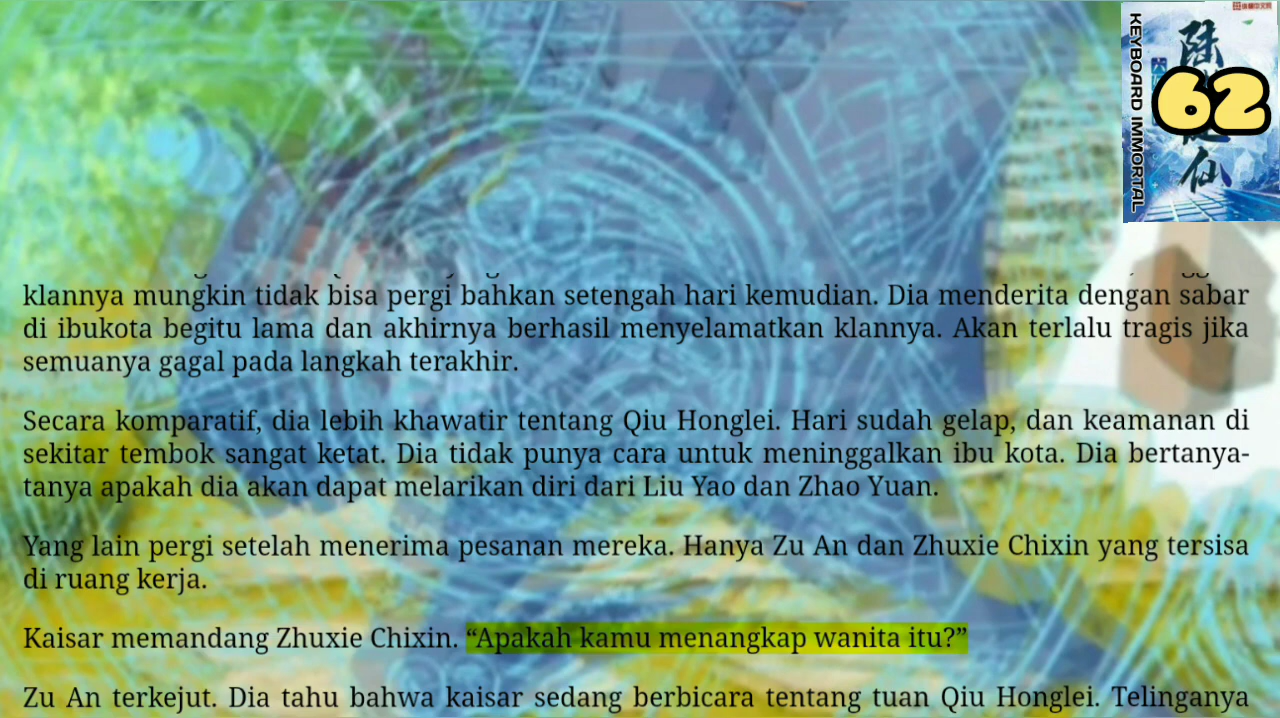 KEYBOARD IMMORTAL
62
仙
klannya mungkin tidak bisa pergi bahkan setengah hari kemudian. Dia menderita dengan sabar
di ibukota begitu lama dan akhirnya berhasil menyelamatkan klannya. Akan terlalu tragis jika
semuanya gagal pada langkah terakhir.
Secara komparatif, dia lebih khawatir tentang Qiu Honglei. Hari sudah gelap, dan keamanan di
sekitar tembok sangat ketat. Dia tidak punya cara untuk meninggalkan ibu kota. Dia bertanya-
tanya apakah dia akan dapat melarikan diri dari Liu Yao dan Zhao Yuan.
Yang lain pergi setelah menerima pesanan mereka. Hanya Zu An dan Zhuxie Chixin yang tersisa
di ruang kerja.
Kaisar memandang Zhuxie Chixin. “Apakah kamu menangkap wanita itu?”
Zu An terkejut. Dia tahu bahwa kaisar sedang berbicara tentang tuan Qiu Honglei. Telinganya